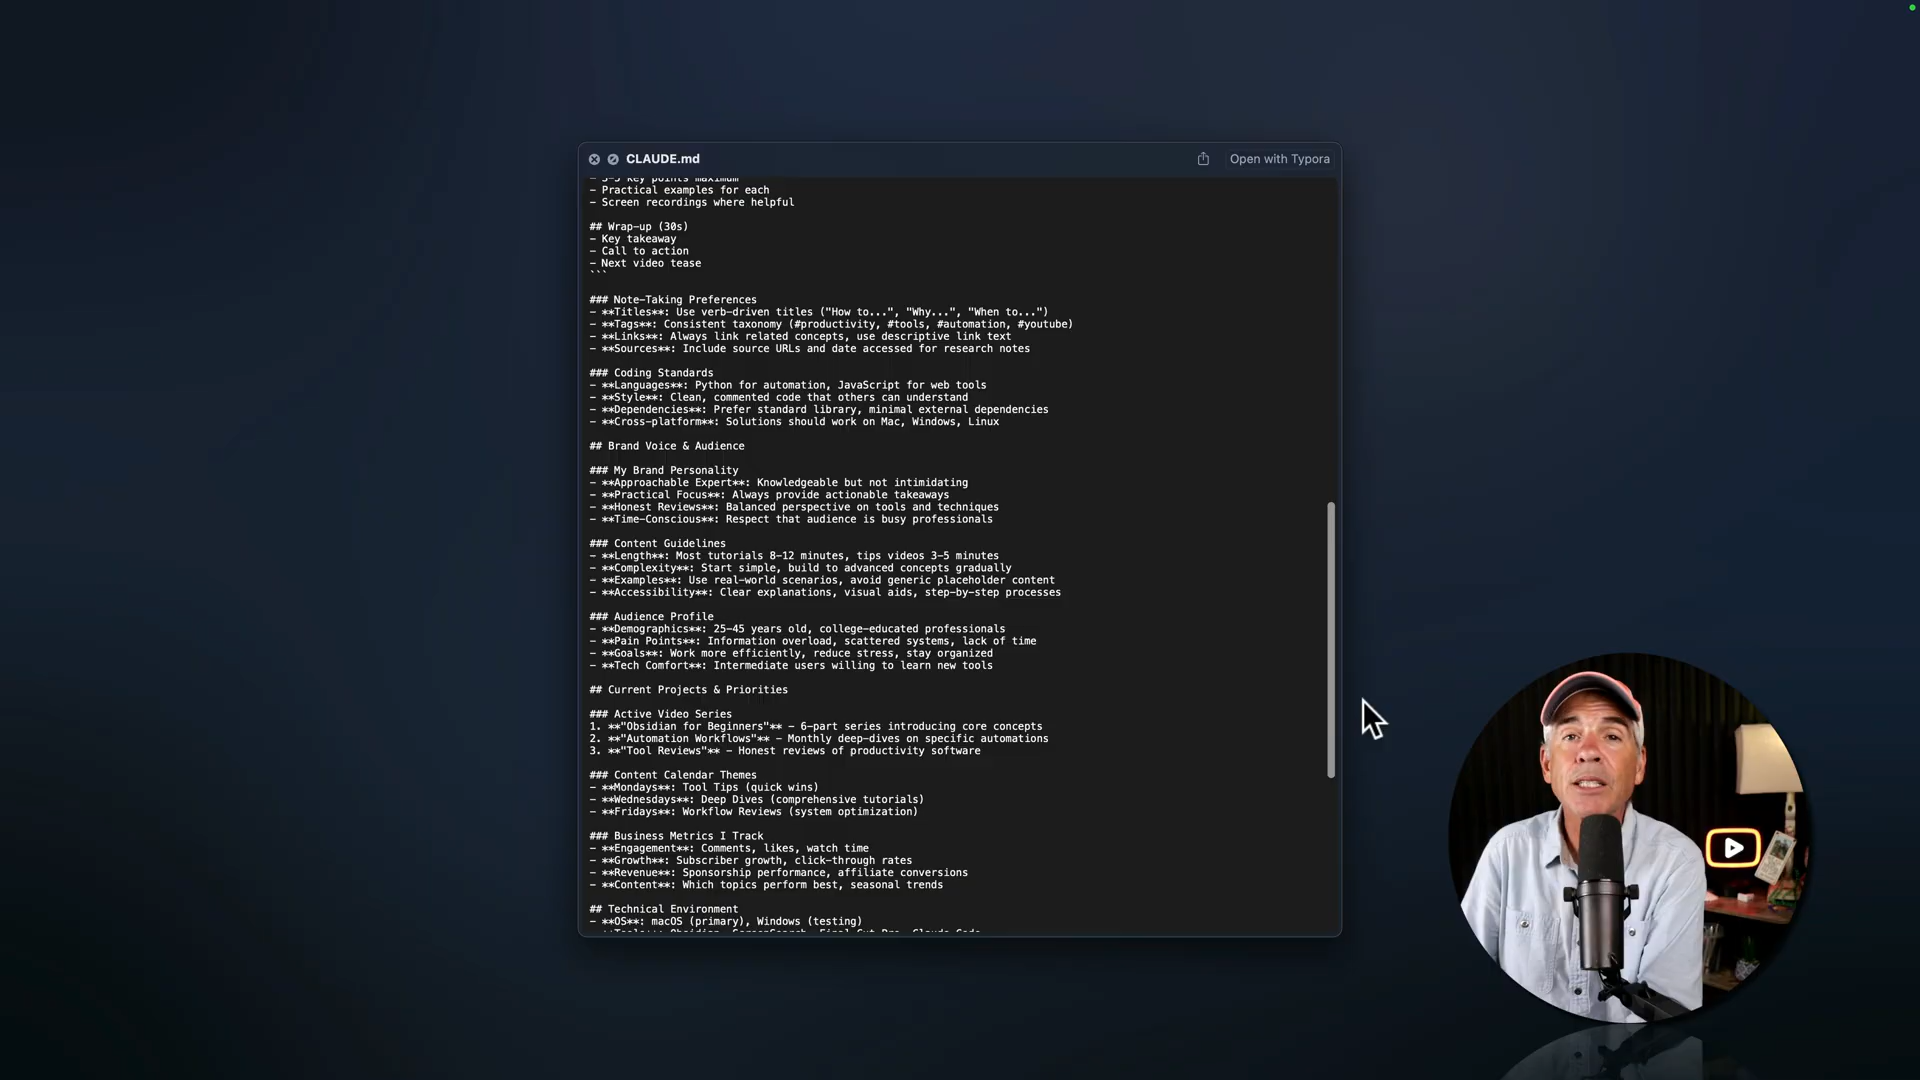 CLAUDE.md
Open with Typora
- 3-5 key points maximum
- Practical examples for each
- Screen recordings where helpful
## Wrap-up (30s)
- Key takeaway
- Call to action
- Next video tease
```
### Note-Taking Preferences
- **Titles**: Use verb-driven titles ("How to...", "Why...", "When to...")
- **Tags**: Consistent taxonomy (#productivity, #tools, #automation, #youtube)
- **Links**: Always link related concepts, use descriptive link text
- **Sources**: Include source URLs and date accessed for research notes
### Coding Standards
- **Languages**: Python for automation, JavaScript for web tools
- **Style**: Clean, commented code that others can understand
- **Dependencies**: Prefer standard library, minimal external dependencies
- **Cross-platform**: Solutions should work on Mac, Windows, Linux
## Brand Voice & Audience
### My Brand Personality
- **Approachable Expert**: Knowledgeable but not intimidating
- **Practical Focus**: Always provide actionable takeaways
- **Honest Reviews**: Balanced perspective on tools and techniques
- **Time-Conscious**: Respect that audience is busy professionals
### Content Guidelines
- **Length**: Most tutorials 8-12 minutes, tips videos 3-5 minutes
- **Complexity**: Start simple, build to advanced concepts gradually
- **Examples**: Use real-world scenarios, avoid generic placeholder content
- **Accessibility**: Clear explanations, visual aids, step-by-step processes
### Audience Profile
- **Demographics**: 25-45 years old, college-educated professionals
- **Pain Points**: Information overload, scattered systems, lack of time
- **Goals**: Work more efficiently, reduce stress, stay organized
- **Tech Comfort**: Intermediate users willing to learn new tools
## Current Projects & Priorities
### Active Video Series
1. **"Obsidian for Beginners"** - 6-part series introducing core concepts
2. **"Automation Workflows"** - Monthly deep-dives on specific automations
3. **"Tool Reviews"** - Honest reviews of productivity software
### Content Calendar Themes
- **Mondays**: Tool Tips (quick wins)
- **Wednesdays**: Deep Dives (comprehensive tutorials)
- **Fridays**: Workflow Reviews (system optimization)
### Business Metrics I Track
- **Engagement**: Comments, likes, watch time
- **Growth**: Subscriber growth, click-through rates
- **Revenue**: Sponsorship performance, affiliate conversions
- **Content**: Which topics perform best, seasonal trends
## Technical Environment
- **OS**: macOS (primary), Windows (testing)